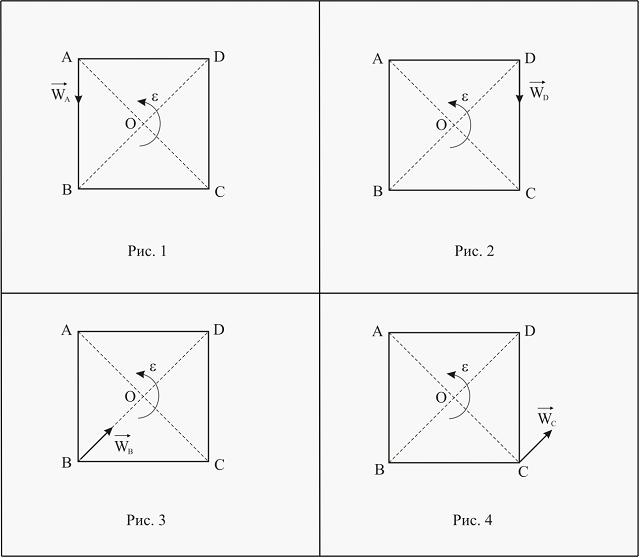 A D
W_A ε
O
B C
Рис. 1
A D
ε W_D
O
B C
Рис. 2
A D
ε
O
W_B
B C
Рис. 3
A D
ε
O
W_C
B C
Рис. 4